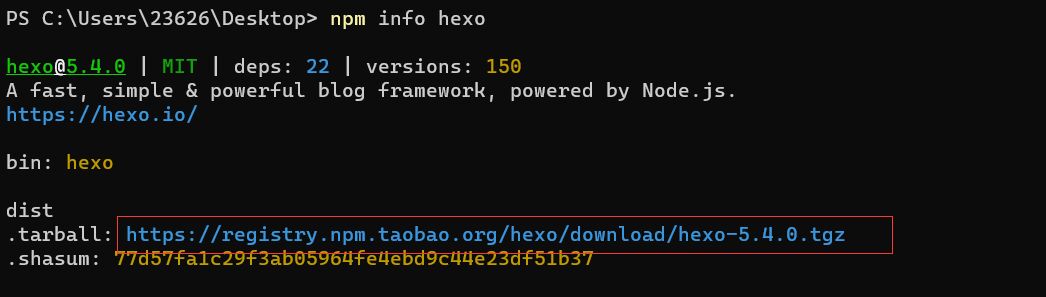 PS C:\Users\23626\Desktop> npm info hexo
hexo@5.4.0 | MIT | deps: 22 | versions: 150
A fast, simple & powerful blog framework, powered by Node.js.
https://hexo.io/
bin: hexo
dist
.tarball: https://registry.npm.taobao.org/hexo/download/hexo-5.4.0.tgz
.shasum: 77d57fa1c29f3ab05964fe4ebd9c44e23df51b37